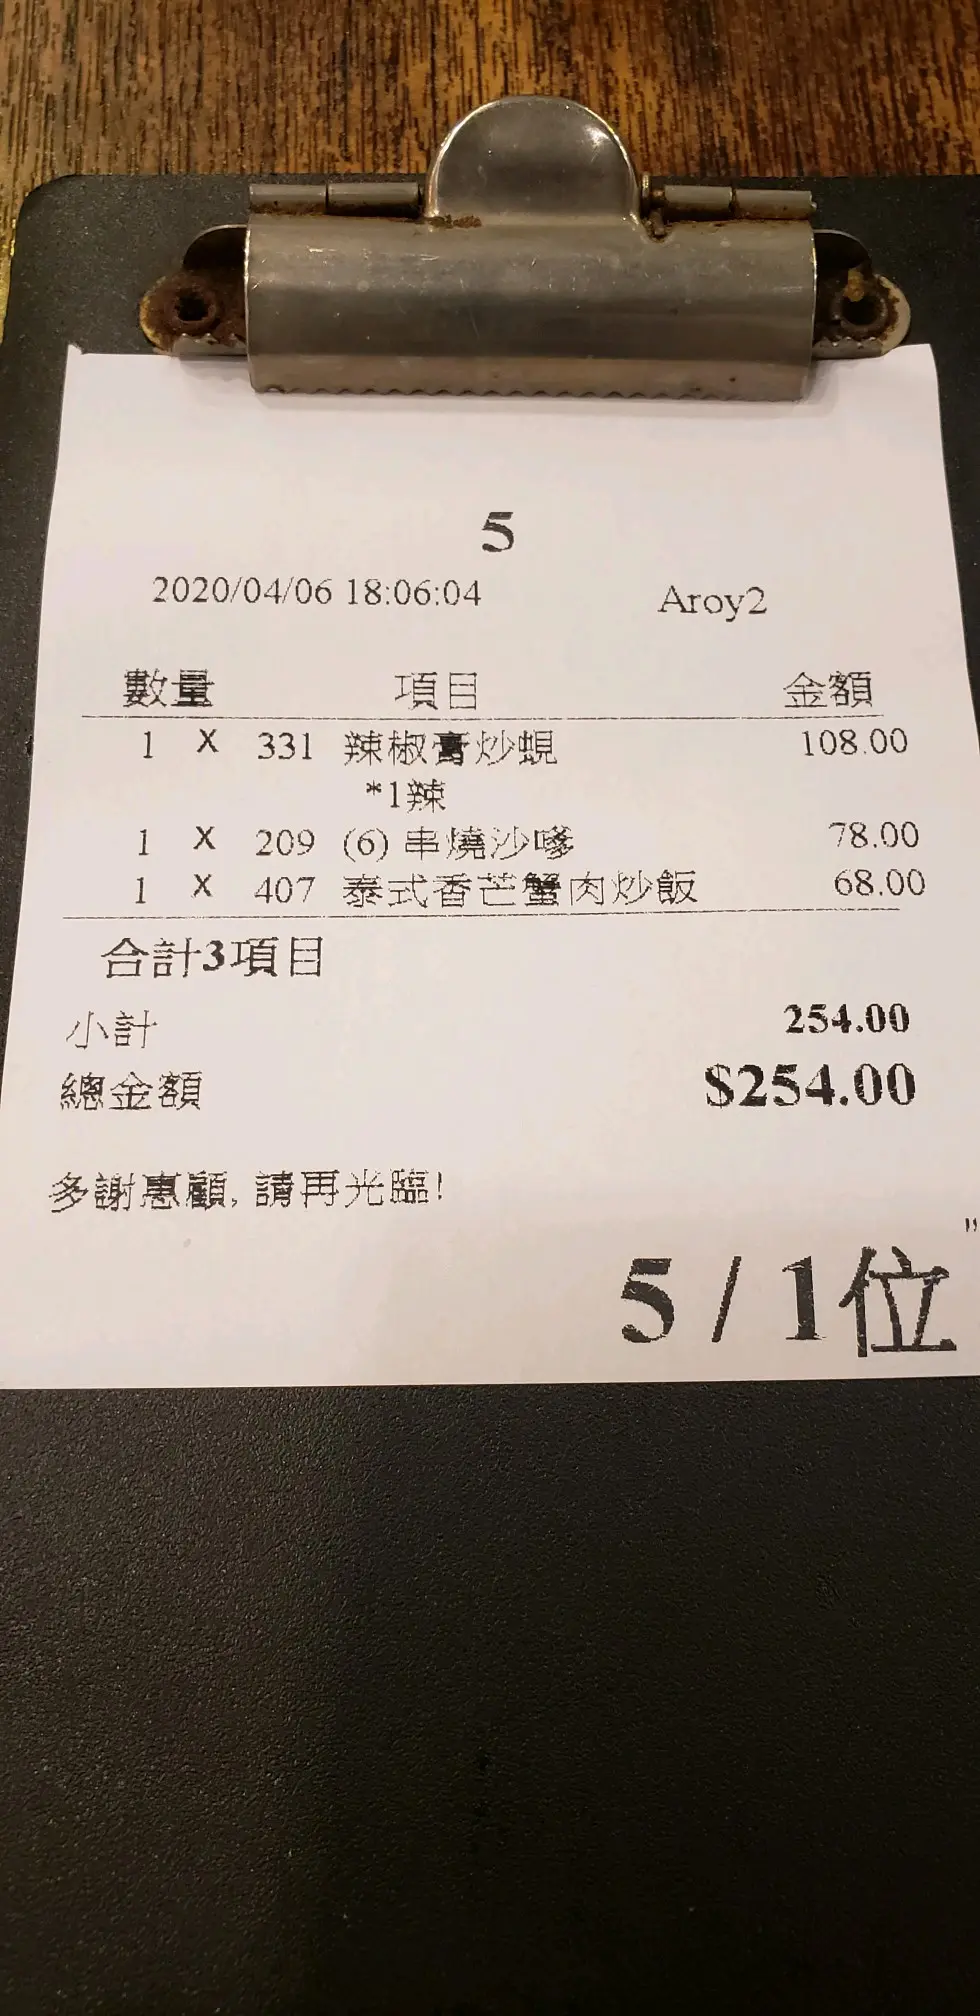 5
2020/04/06 18:06:04 Aroy2
數量 項目 金額
1 X 331 辣椒膏炒蜆 108.00
*1辣
1 X 209 (6) 串燒沙嗲 78.00
1 X 407 泰式香芒蟹肉炒飯 68.00
合計3項目
小計 254.00
總金額 $254.00
多謝惠顧, 請再光臨!
"
5 / 1位